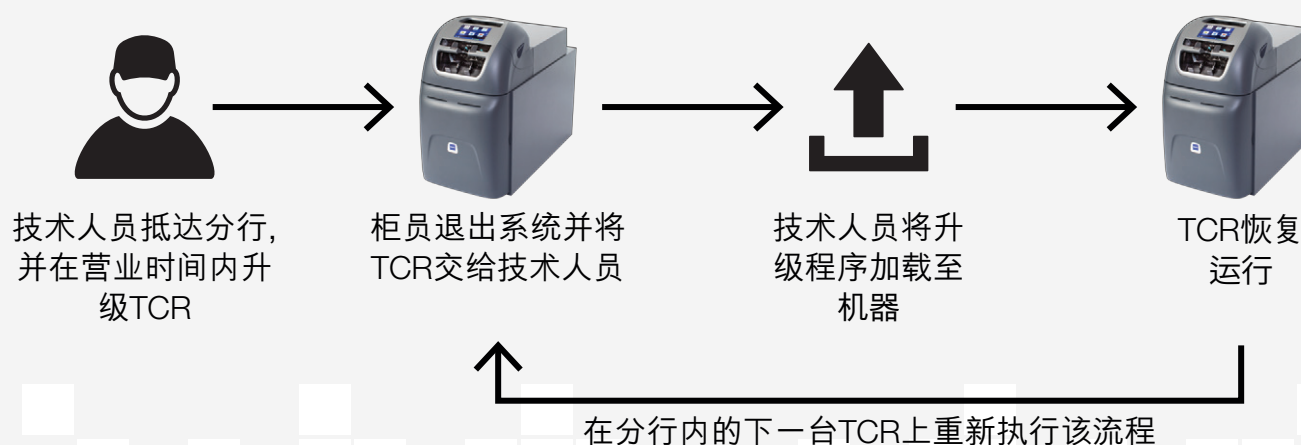 技术人员抵达分行,
并在营业时间内升
级TCR
柜员退出系统并将
TCR交给技术人员
技术人员将升
级程序加载至
机器
TCR恢复
运行
在分行内的下一台TCR上重新执行该流程